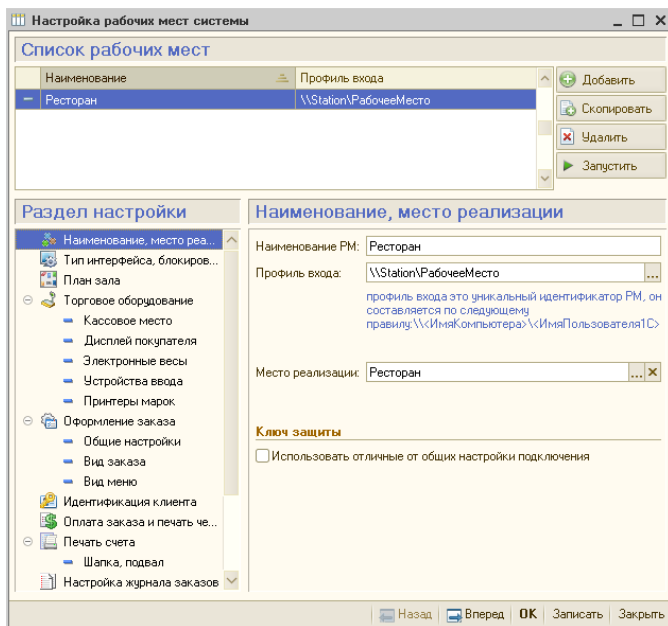 Настройка рабочих мест системы
Список рабочих мест
Наименование
Профиль входа
Ресторан
\\Station\РабочееМесто
Добавить
Скопировать
Удалить
Запустить
Раздел настройки
Наименование, место реа...
Тип интерфейса, блокиров...
План зала
Торговое оборудование
Кассовое место
Дисплей покупателя
Электронные весы
Устройства ввода
Принтеры марок
Оформление заказа
Общие настройки
Вид заказа
Вид меню
Идентификация клиента
Оплата заказа и печать че...
Печать счета
Шапка, подвал
Настройка журнала заказов
Наименование, место реализации
Наименование РМ: Ресторан
Профиль входа: \\Station\РабочееМесто ...
профиль входа это уникальный идентификатор РМ, он
составляется по следующему
правилу:\\<ИмяКомпьютера>\<ИмяПользователя1С>
Место реализации: Ресторан ...
Ключ защиты
Использовать отличные от общих настройки подключения
Назад Вперед OK Записать Закрыть